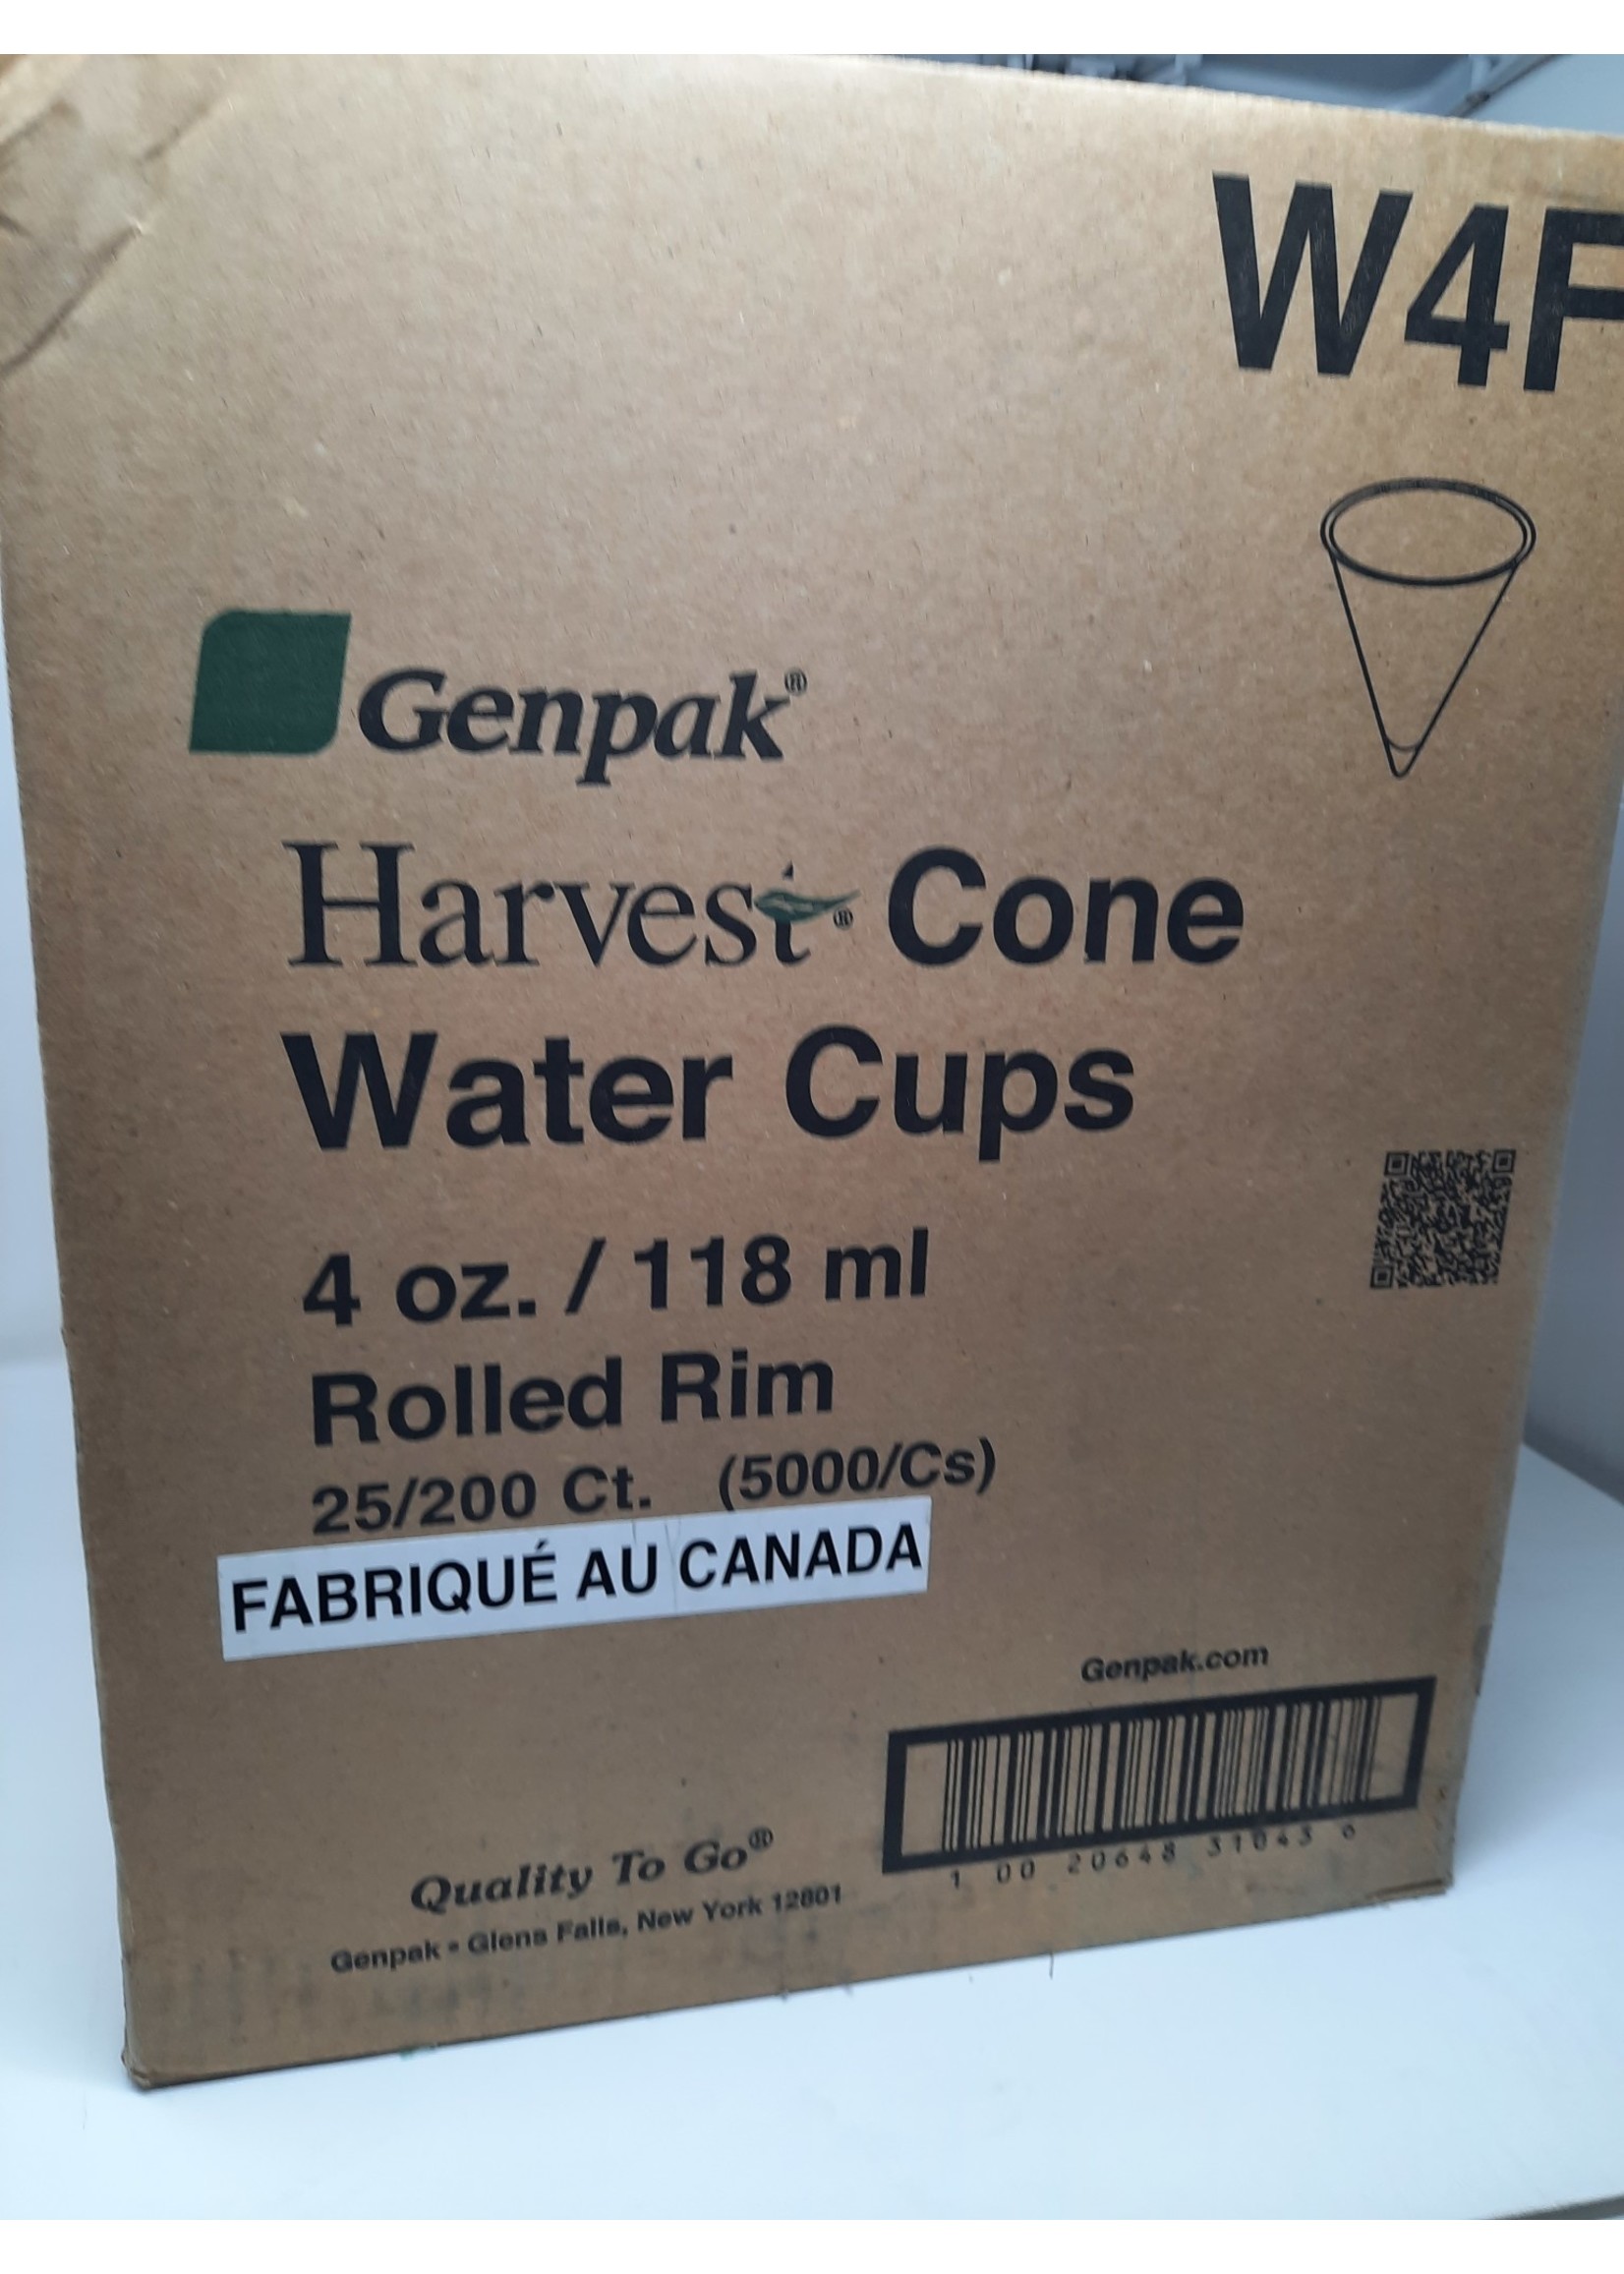 W4F
Genpak®
Harvest® Cone
Water Cups
4 oz. / 118 ml
Rolled Rim
25/200 Ct. (5000/Cs)
FABRIQUÉ AU CANADA
Genpak.com
1 00 20648 31043 6
Quality To Go®
Genpak • Glens Falls, New York 12801